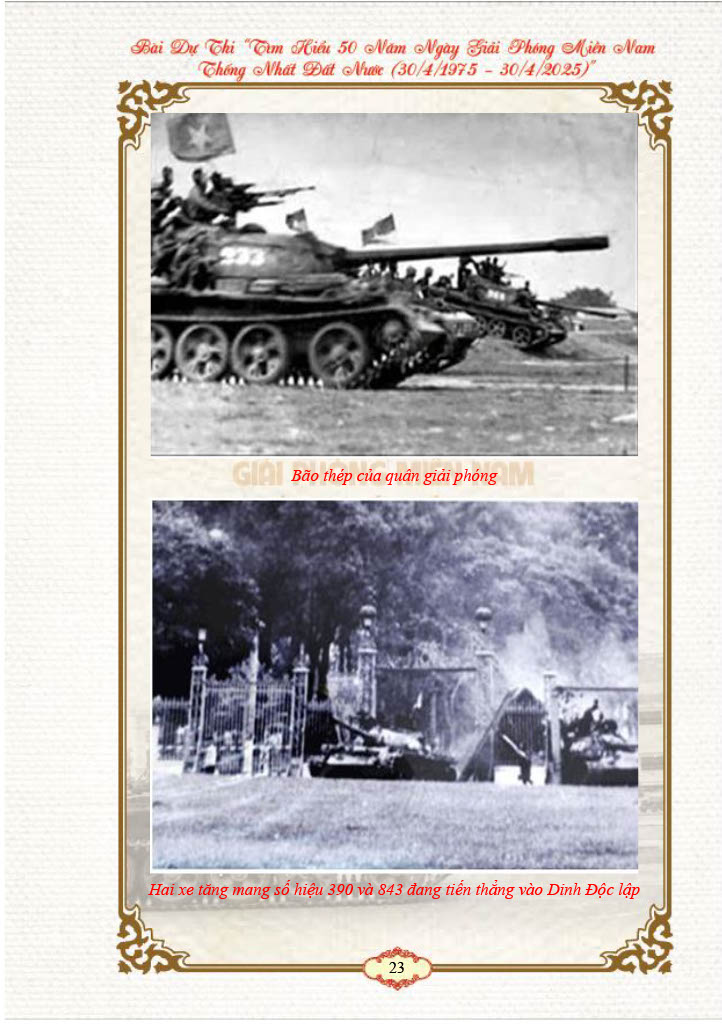 Bài Dự Thi “Tìm Hiểu 50 Năm Ngày Giải Phóng Miền Nam
Thống Nhất Đất Nước (30/4/1975 – 30/4/2025)”
233
GIẢI PHÓNG MIỀN NAM
Bão thép của quân giải phóng
Hai xe tăng mang số hiệu 390 và 843 đang tiến thẳng vào Dinh Độc lập
23